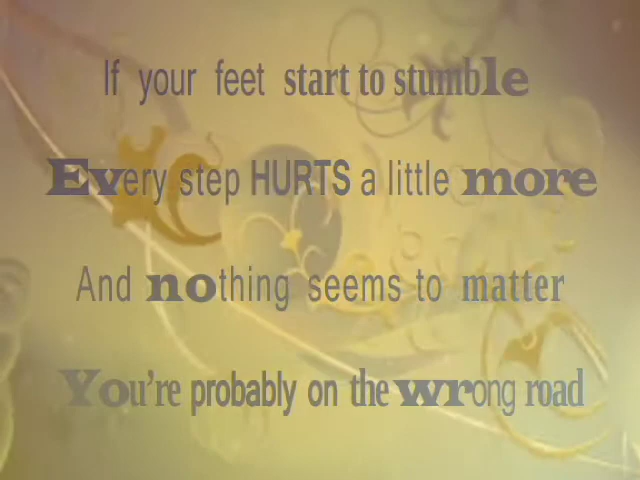 If your feet start to stumble
Every step HURTS a little more
And nothing seems to matter
You're probably on the wrong road